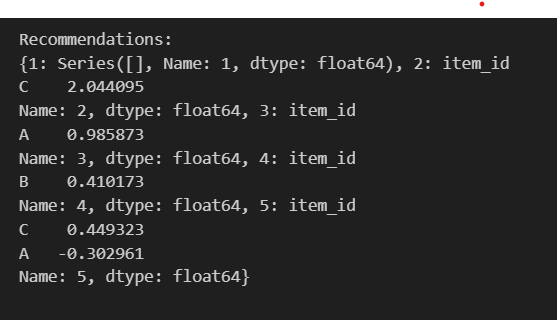 Recommendations:
{1: Series([], Name: 1, dtype: float64), 2: item_id
C    2.044095
Name: 2, dtype: float64, 3: item_id
A    0.985873
Name: 3, dtype: float64, 4: item_id
B    0.410173
Name: 4, dtype: float64, 5: item_id
C    0.449323
A   -0.302961
Name: 5, dtype: float64}